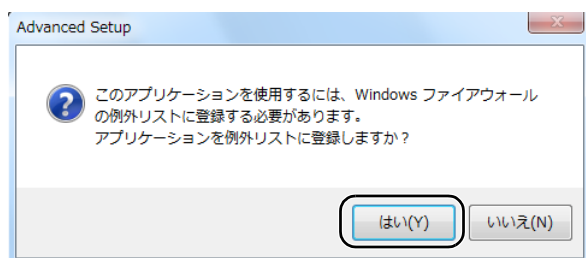 Advanced Setup
このアプリケーションを使用するには、Windows ファイアウォール
の例外リストに登録する必要があります。
アプリケーションを例外リストに登録しますか？
はい(Y) いいえ(N)